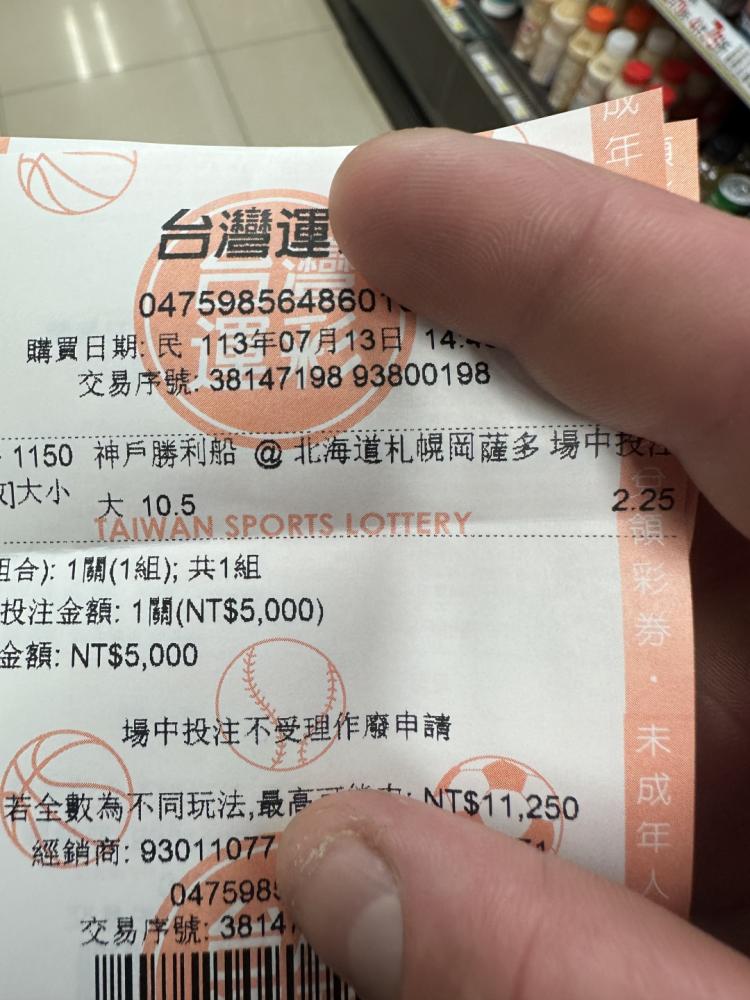 台灣運
0475985648601
購買日期: 民 113年07月13日 14:4
交易序號: 38147198 93800198
1150 神戶勝利船 @ 北海道札幌岡薩多 場中投注
大小 大 10.5 2.25
TAIWAN SPORTS LOTTERY
組合): 1關(1組); 共1組
投注金額: 1關(NT$5,000)
金額: NT$5,000
場中投注不受理作廢申請
若全數為不同玩法,最高 NT$11,250
經銷商: 93011077
047598
交易序號: 3814
成年
領彩券・未成年人